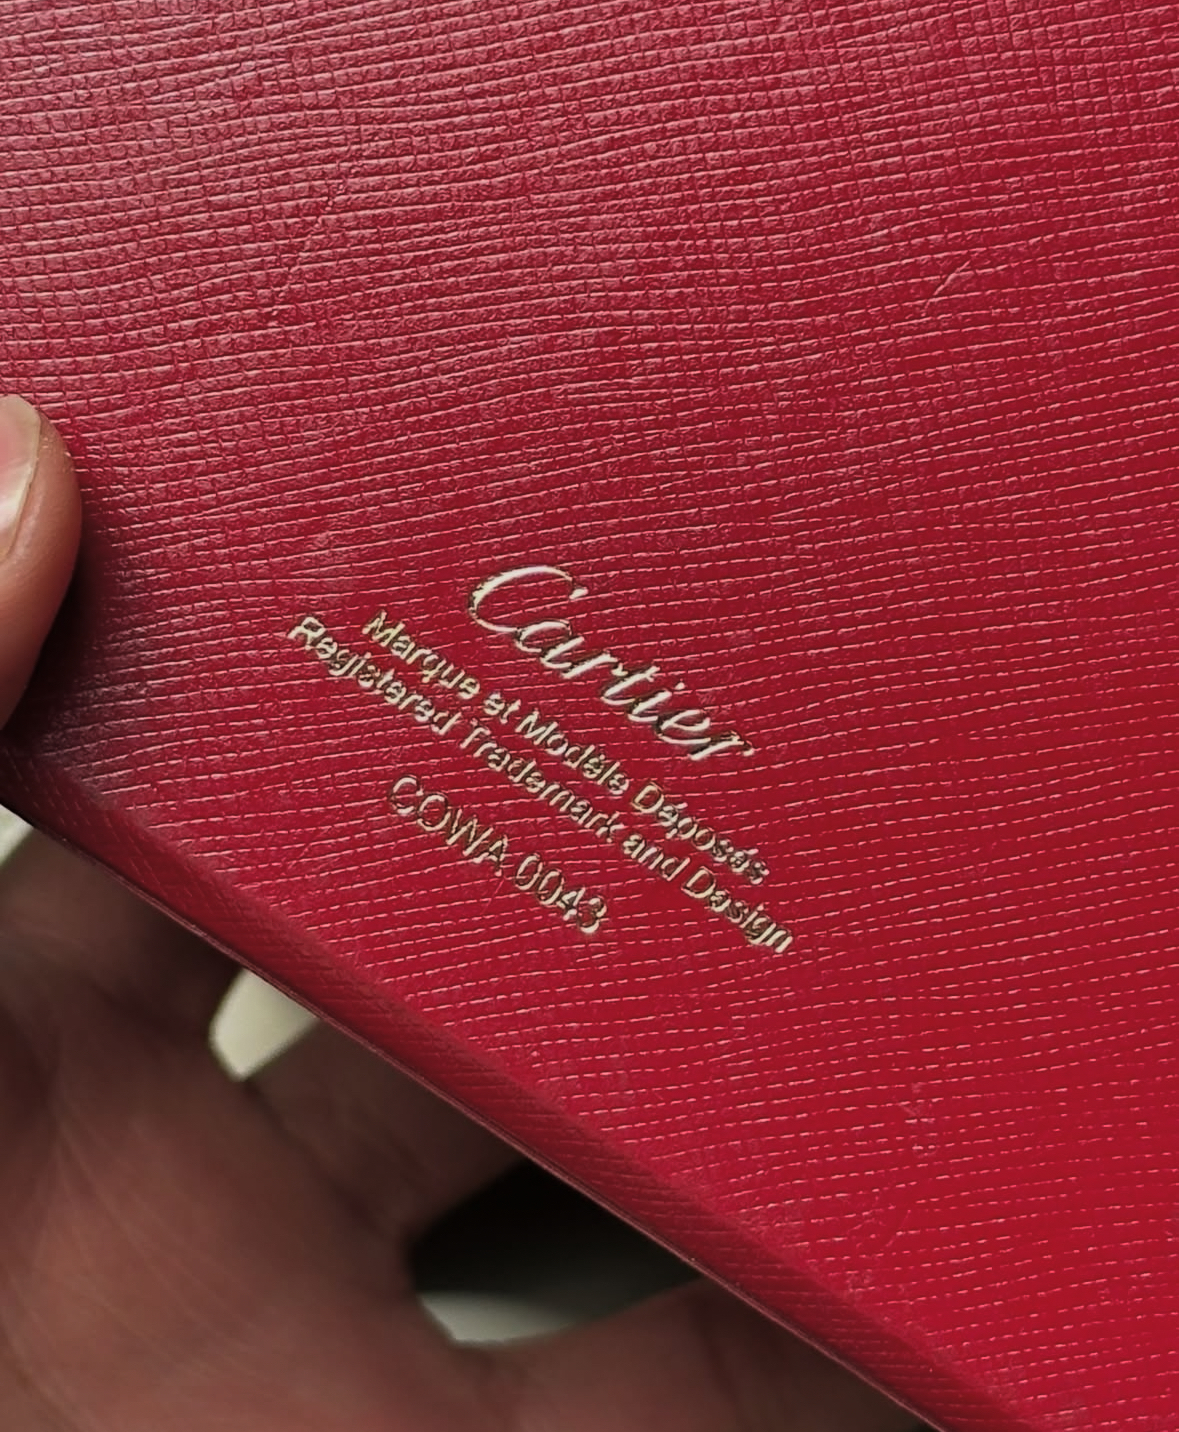 Cartier
Marque et Modèle Déposés
Registered Trademark and Design
COWA 0043